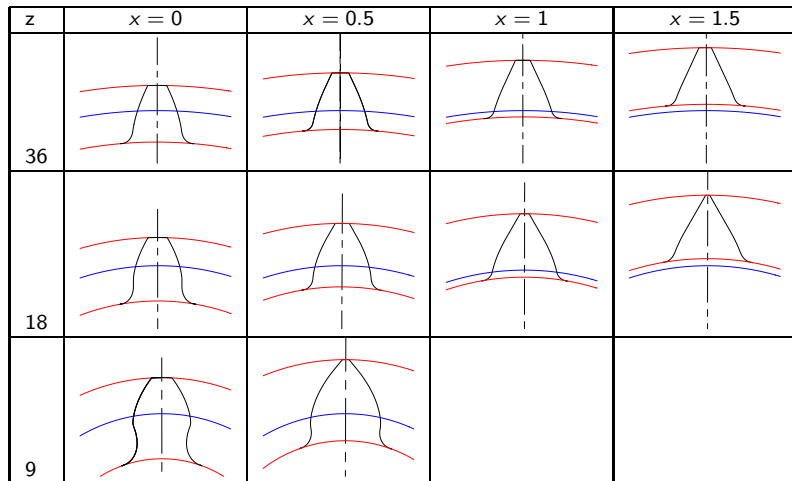 z x = 0 x = 0.5 x = 1 x = 1.5
36
18
9